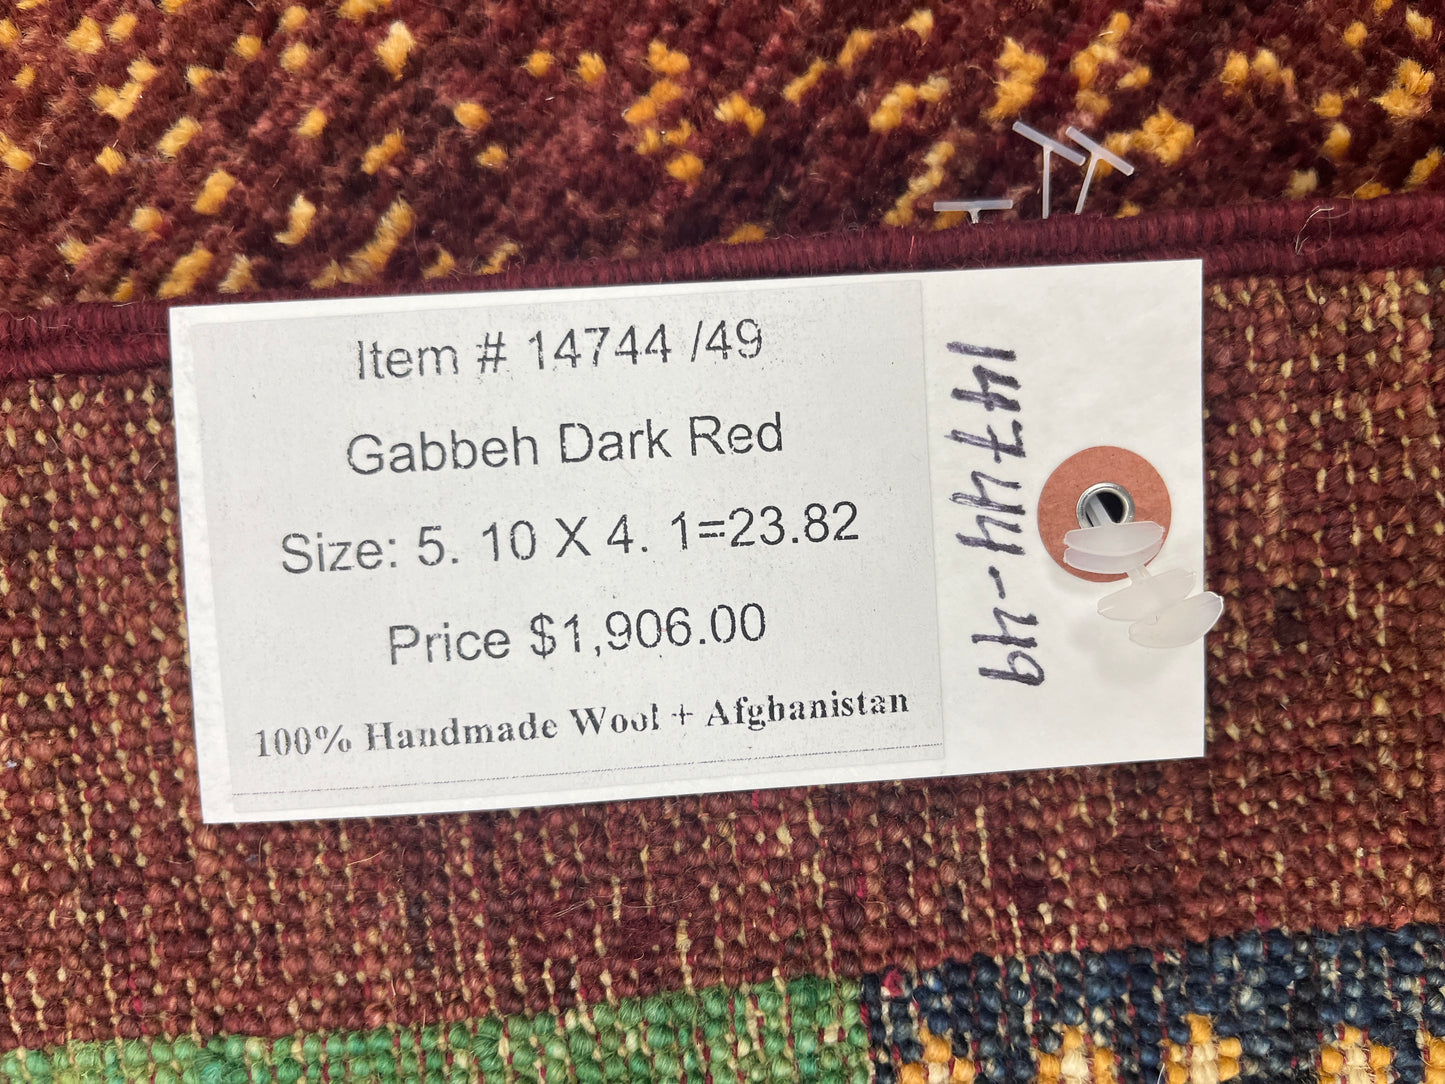 Item # 14744 /49
Gabbeh Dark Red
Size: 5. 10 X 4. 1=23.82
Price $1,906.00
100% Handmade Wool + Afghanistan
14744-49